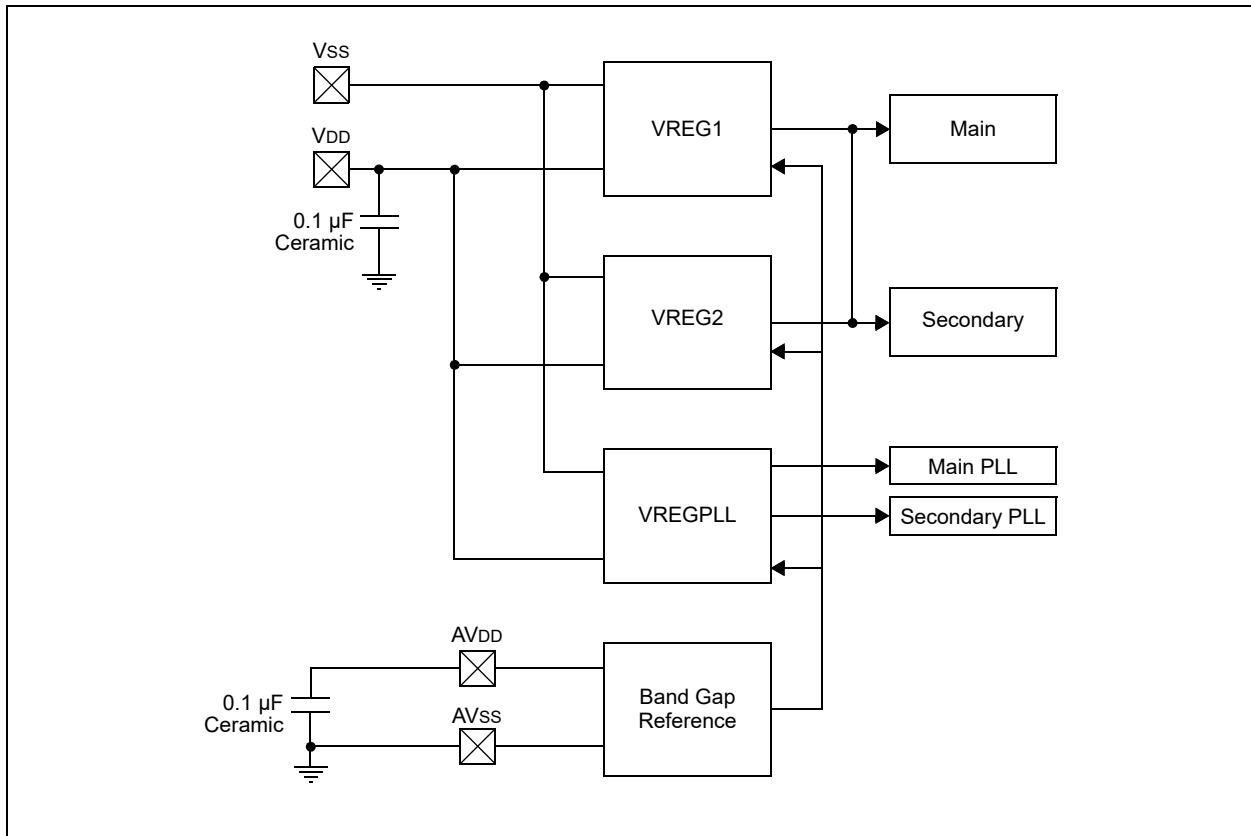 VSS
VREG1
Main
VDD
0.1 µF
Ceramic
VREG2
Secondary
VREGPLL
Main PLL
Secondary PLL
AVDD
0.1 µF
Ceramic
AVSS
Band Gap
Reference